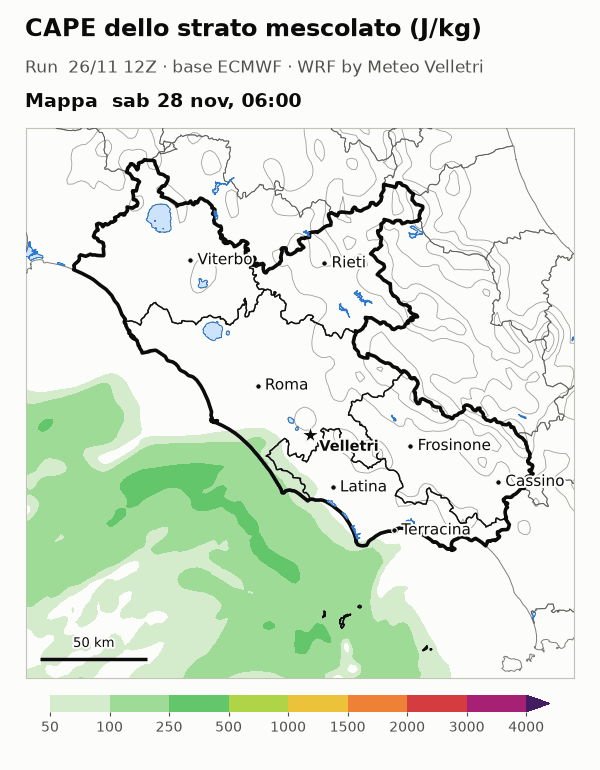 CAPE dello strato mescolato (J/kg)
Run  26/11 12Z · base ECMWF · WRF by Meteo Velletri
Mappa  sab 28 nov, 06:00
Viterbo
Rieti
Roma
Velletri
Frosinone
Cassino
Latina
Terracina
50 km
50 100 250 500 1000 1500 2000 3000 4000